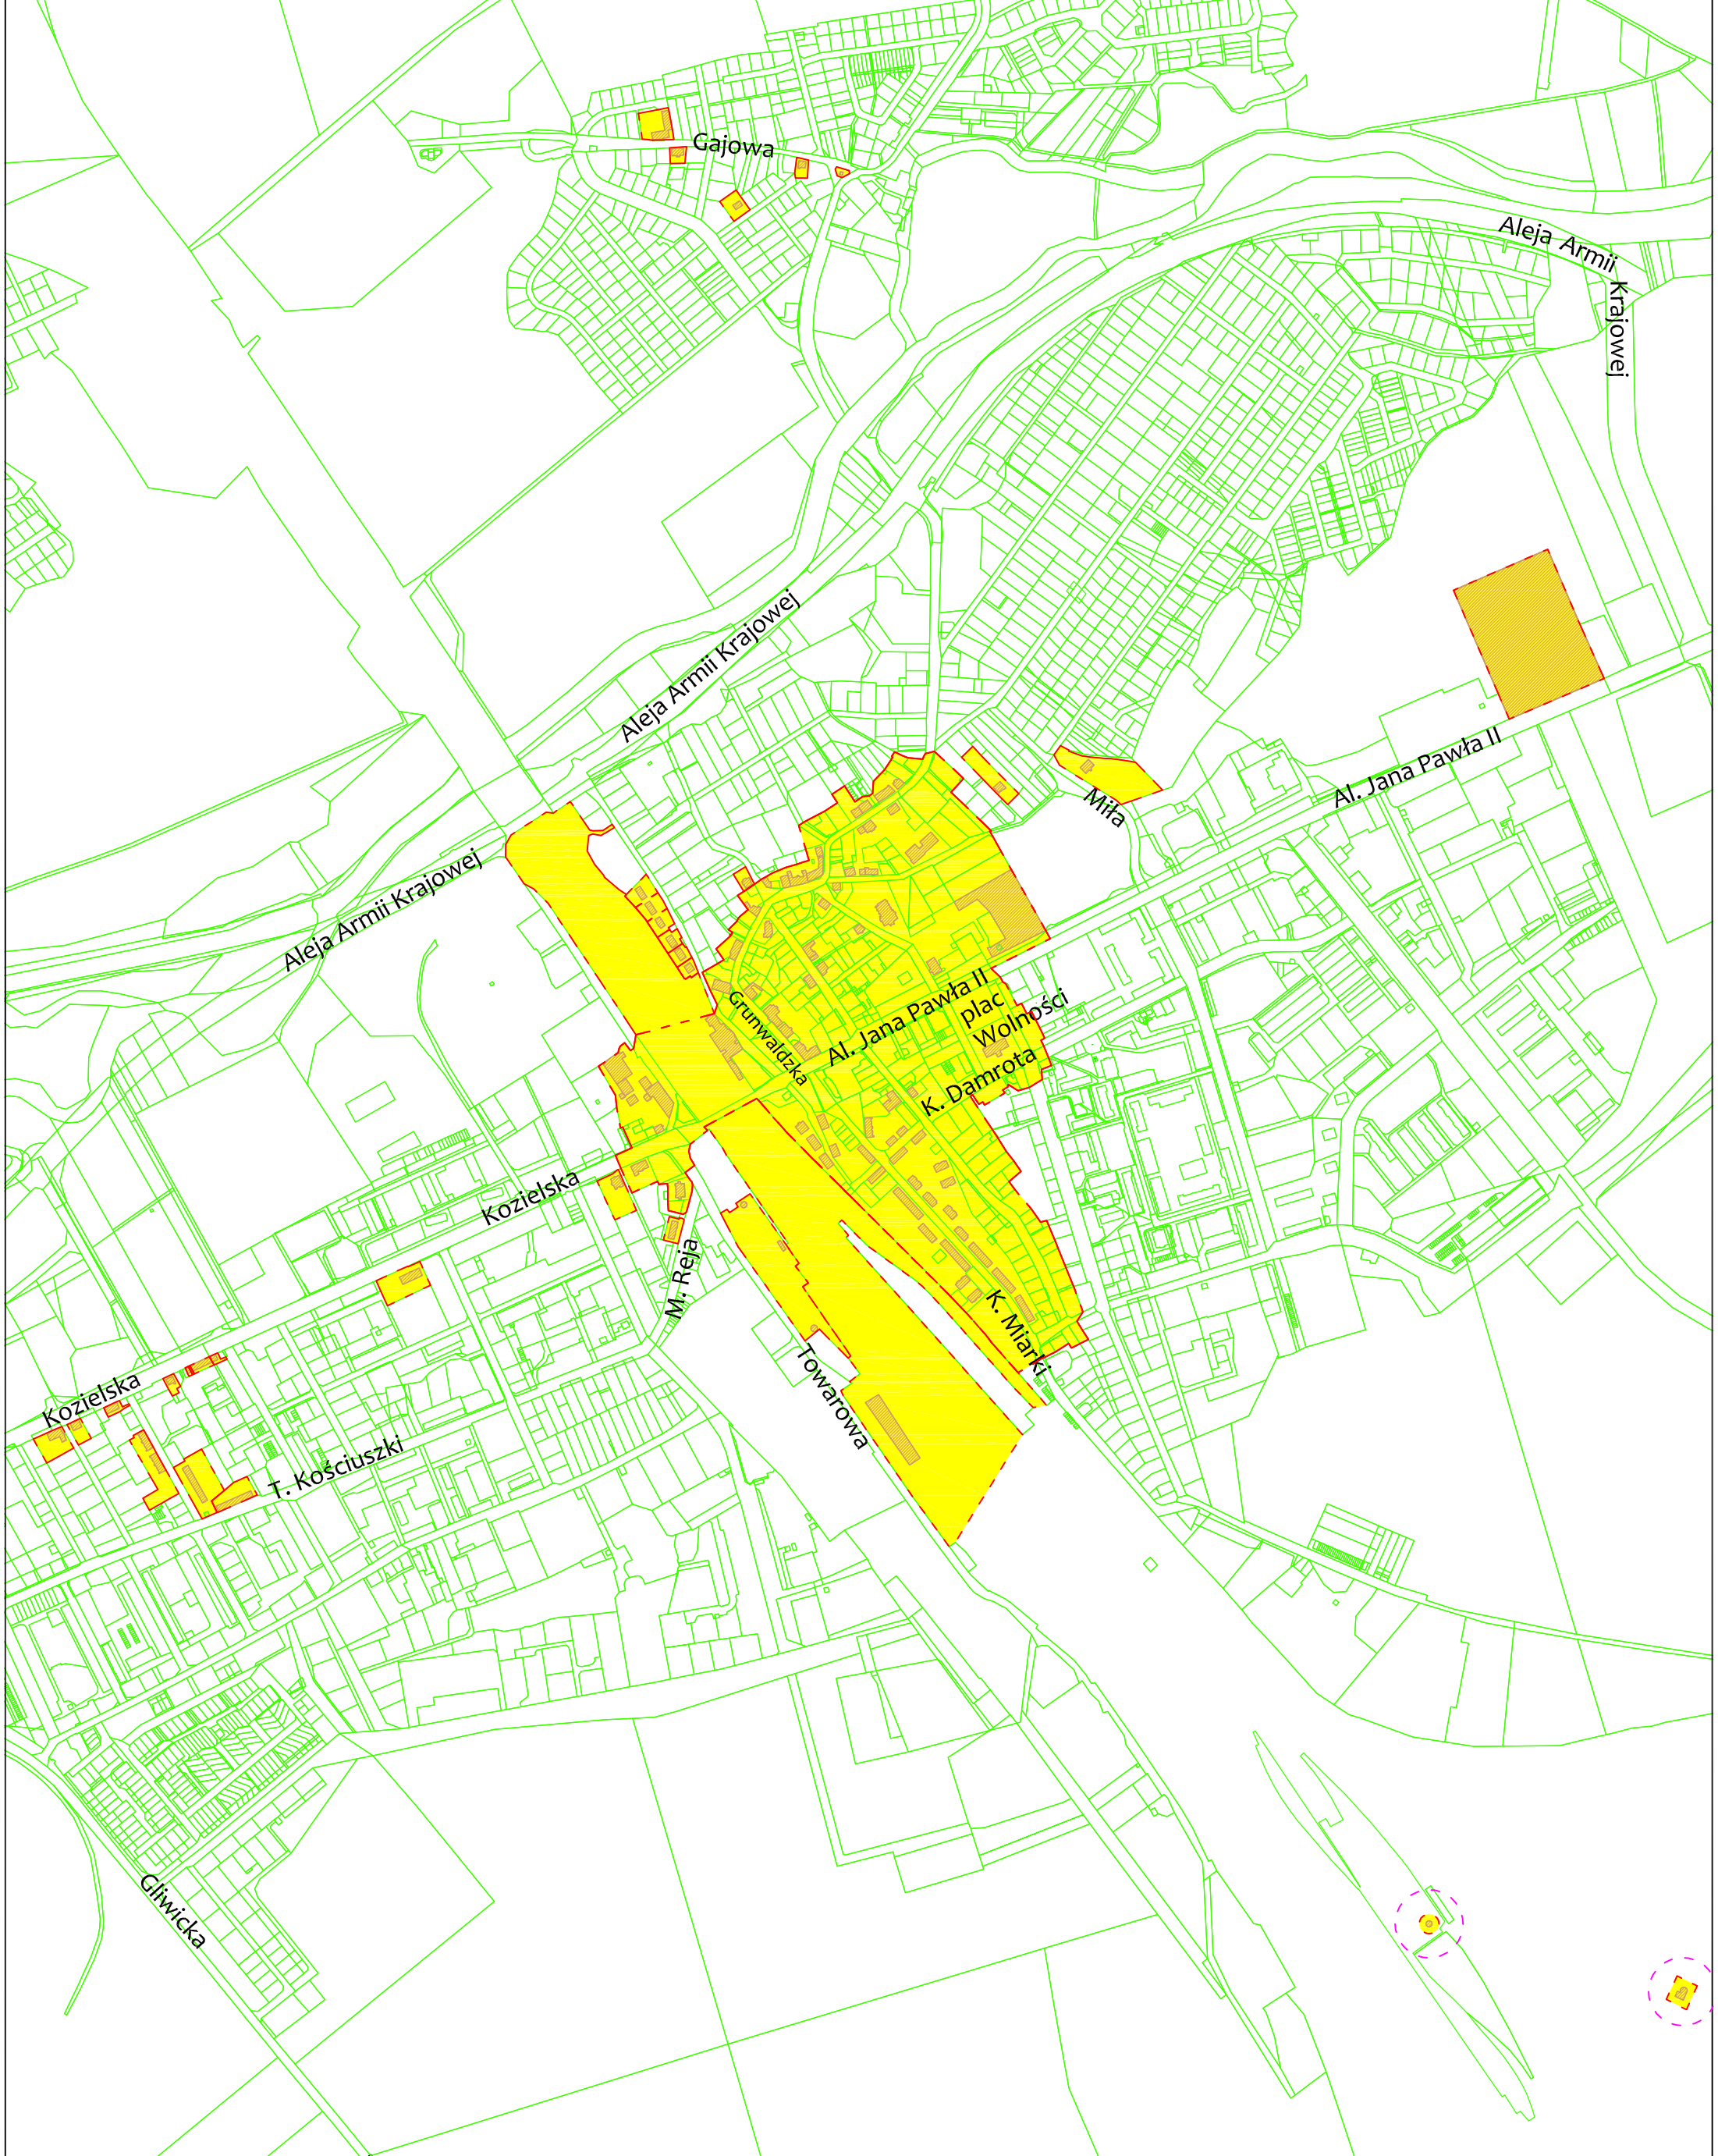 Gajowa
Aleja Armii
Krajowej
Aleja Armii Krajowej
Al. Jana Pawła II
Miła
Aleja Armii Krajowej
Grunwaldzka
Al. Jana Pawła II
plac
Wolności
K. Damrota
Kozielska
M. Reja
K. Miarki
Towarowa
Kozielska
T. Kościuszki
Gliwicka